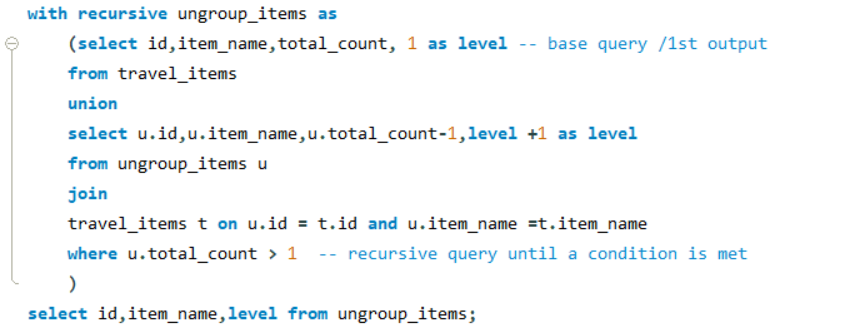 with recursive ungroup_items as
(select id,item_name,total_count, 1 as level -- base query /1st output
from travel_items
union
select u.id,u.item_name,u.total_count-1,level +1 as level
from ungroup_items u
join
travel_items t on u.id = t.id and u.item_name =t.item_name
where u.total_count > 1  -- recursive query until a condition is met
)
select id,item_name,level from ungroup_items;